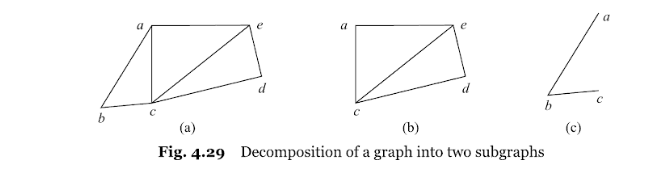 a e a e a
b c d c d b c
(a) (b) (c)
Fig. 4.29 Decomposition of a graph into two subgraphs